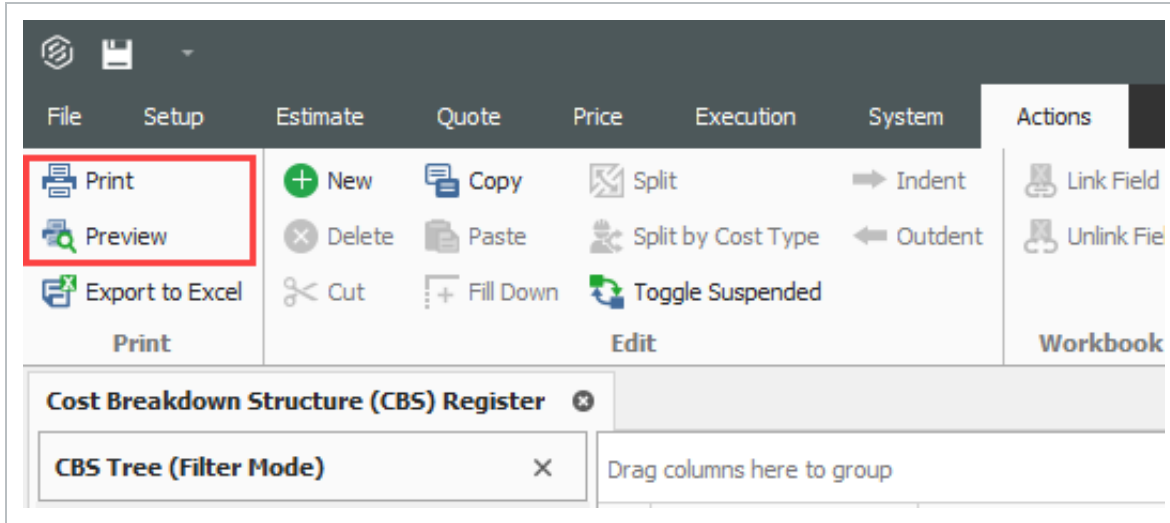 File Setup Estimate Quote Price Execution System Actions
Print New Copy Split Indent Link Field
Preview Delete Paste Split by Cost Type Outdent Unlink Fiel
Export to Excel Cut Fill Down Toggle Suspended
Print Edit Workbook
Cost Breakdown Structure (CBS) Register
CBS Tree (Filter Mode) Drag columns here to group